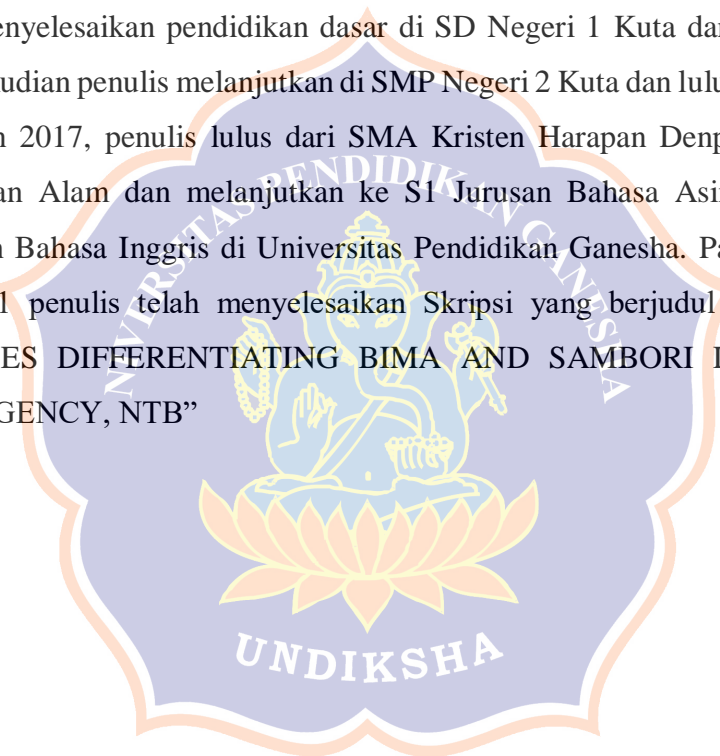 enyelesaikan pendidikan dasar di SD Negeri 1 Kuta dan
udian penulis melanjutkan di SMP Negeri 2 Kuta dan lulu
n 2017, penulis lulus dari SMA Kristen Harapan Denp
an Alam dan melanjutkan ke S1 Jurusan Bahasa Asi
n Bahasa Inggris di Universitas Pendidikan Ganesha. Pa
1 penulis telah menyelesaikan Skripsi yang berjudul
ES DIFFERENTIATING BIMA AND SAMBORI D
GENCY, NTB”
NIVERSITAS PENDIDIKAN GANESHA
UNDIKSHA